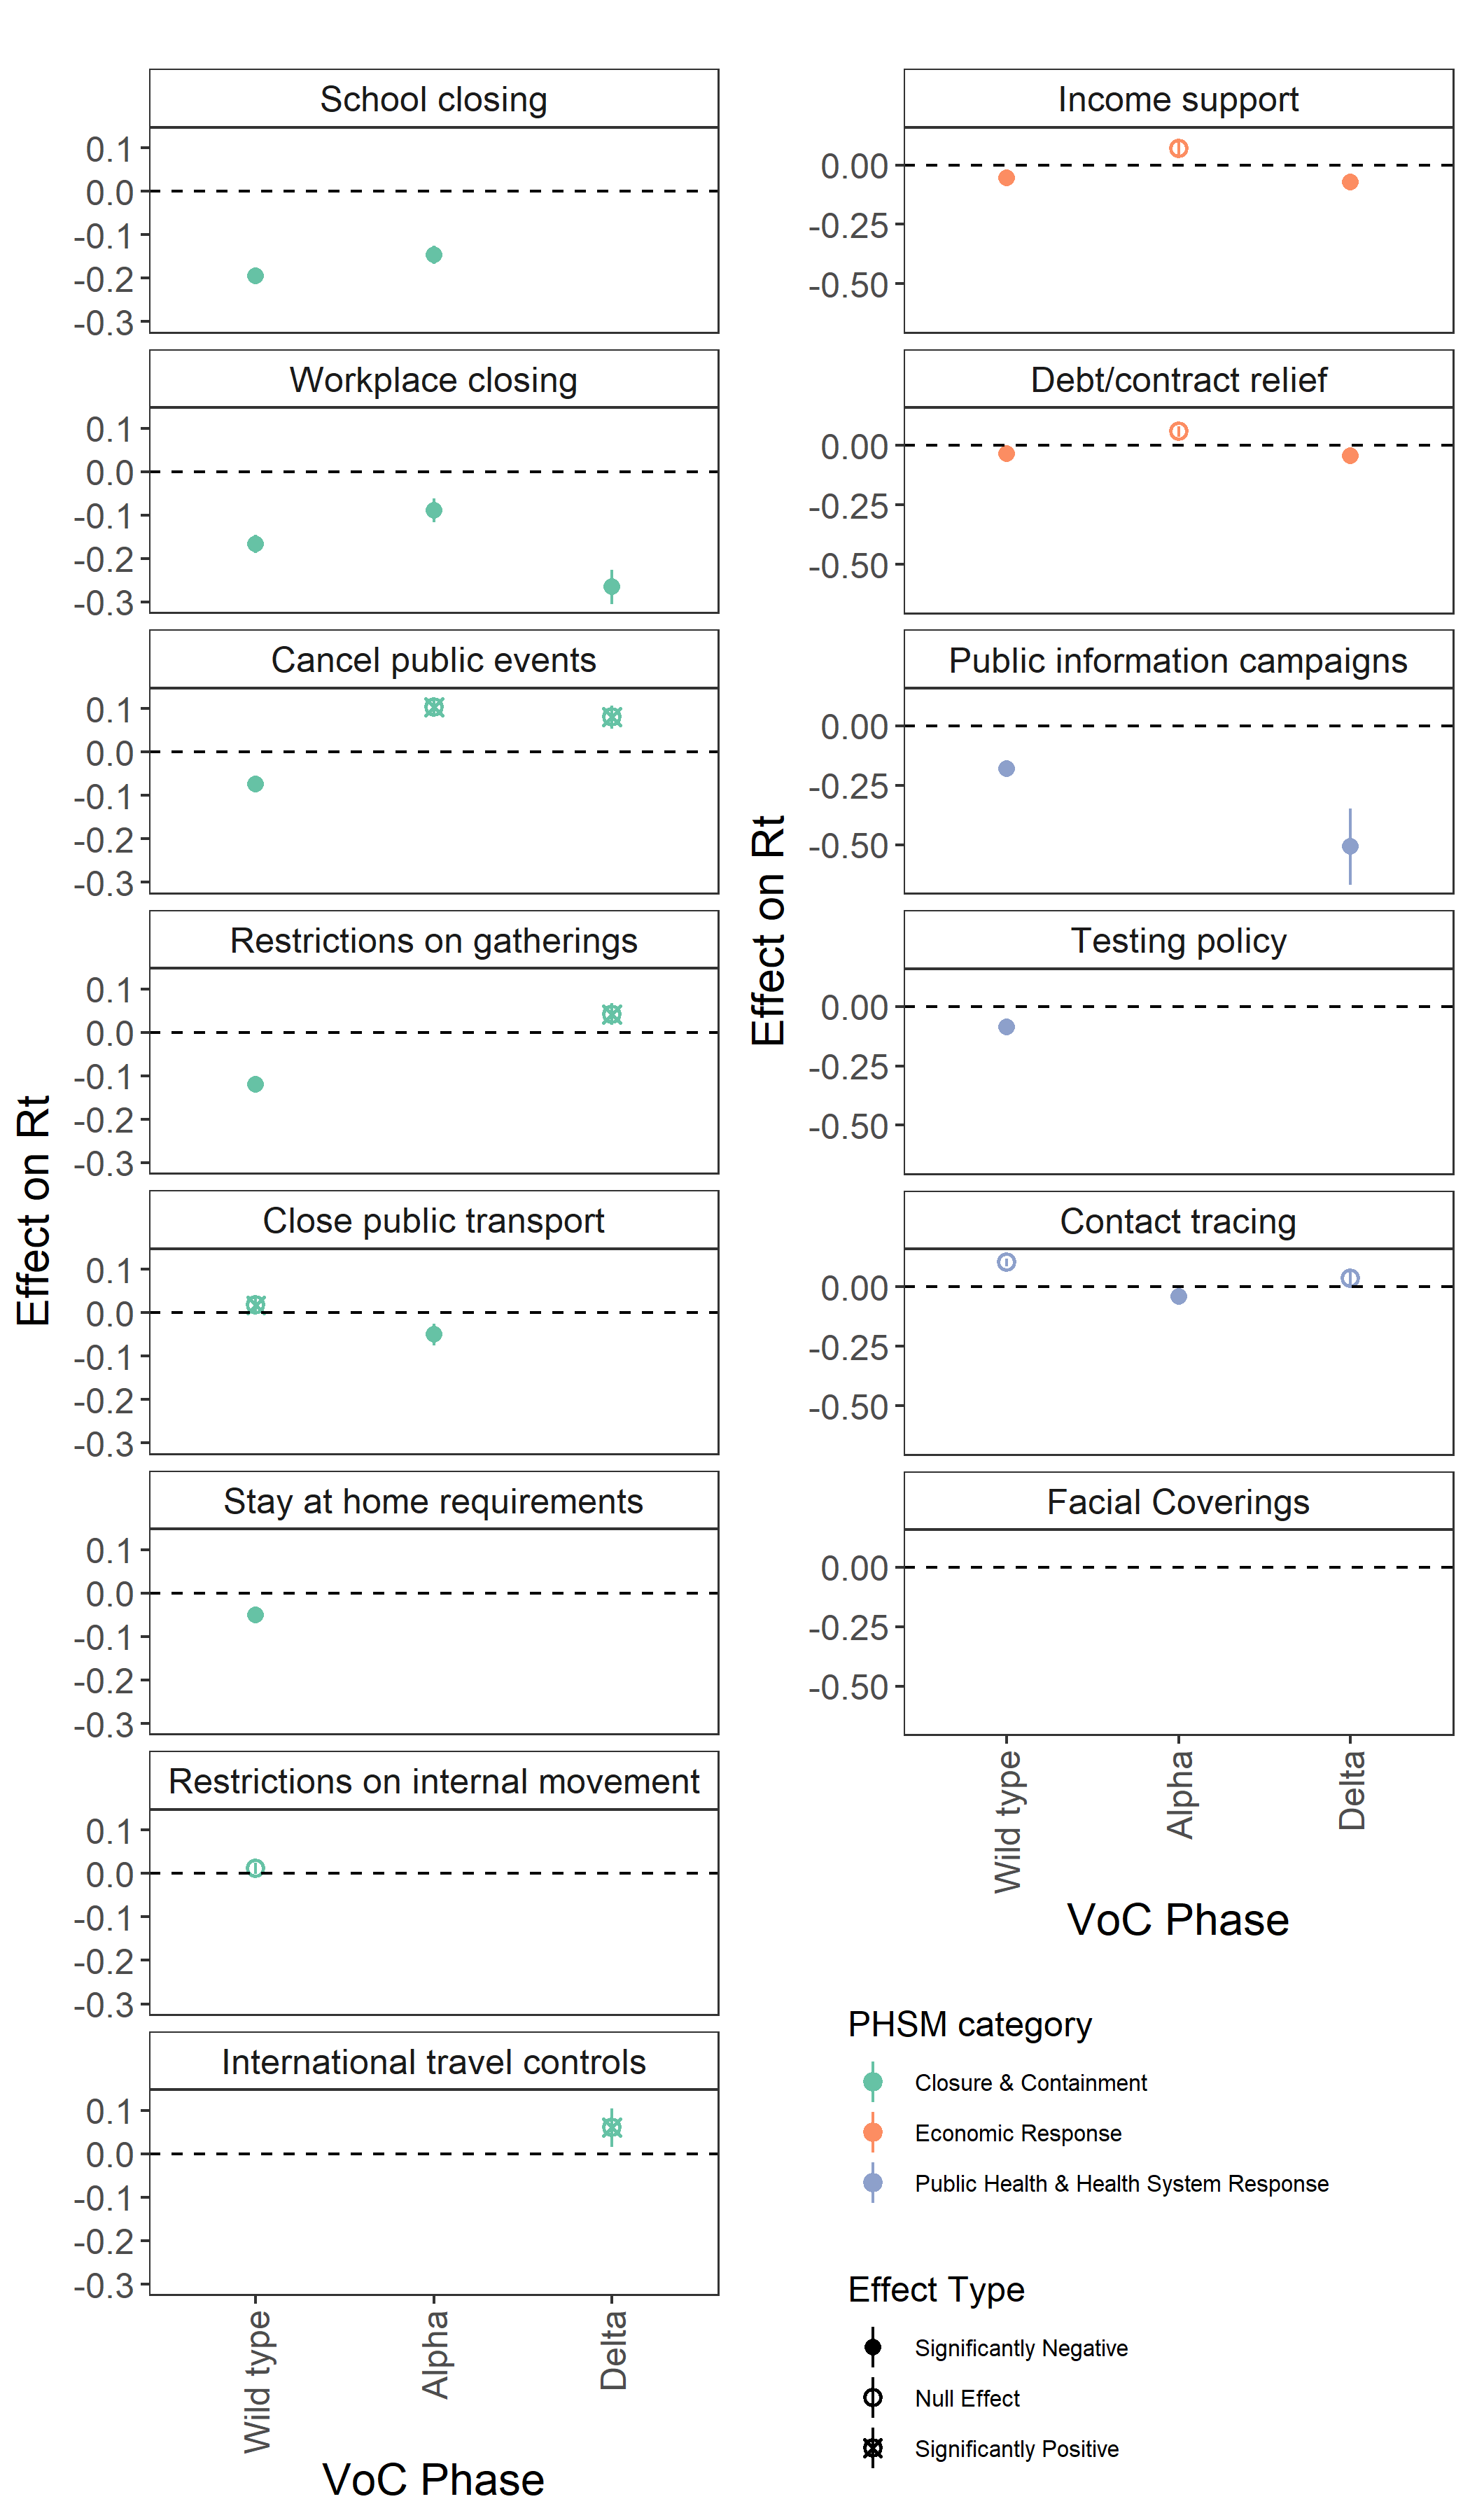 School closing
0.1
0.0
-0.1
-0.2
-0.3
Workplace closing
0.1
0.0
-0.1
-0.2
-0.3
Cancel public events
0.1
0.0
-0.1
-0.2
-0.3
Restrictions on gatherings
0.1
0.0
-0.1
-0.2
-0.3
Close public transport
0.1
0.0
-0.1
-0.2
-0.3
Stay at home requirements
0.1
0.0
-0.1
-0.2
-0.3
Restrictions on internal movement
0.1
0.0
-0.1
-0.2
-0.3
International travel controls
0.1
0.0
-0.1
-0.2
-0.3
Effect on Rt
Wild type
Alpha
Delta
VoC Phase
Income support
0.00
-0.25
-0.50
Debt/contract relief
0.00
-0.25
-0.50
Public information campaigns
0.00
-0.25
-0.50
Testing policy
0.00
-0.25
-0.50
Contact tracing
0.00
-0.25
-0.50
Facial Coverings
0.00
-0.25
-0.50
Effect on Rt
Wild type
Alpha
Delta
VoC Phase
PHSM category
Closure & Containment
Economic Response
Public Health & Health System Response
Effect Type
Significantly Negative
Null Effect
Significantly Positive